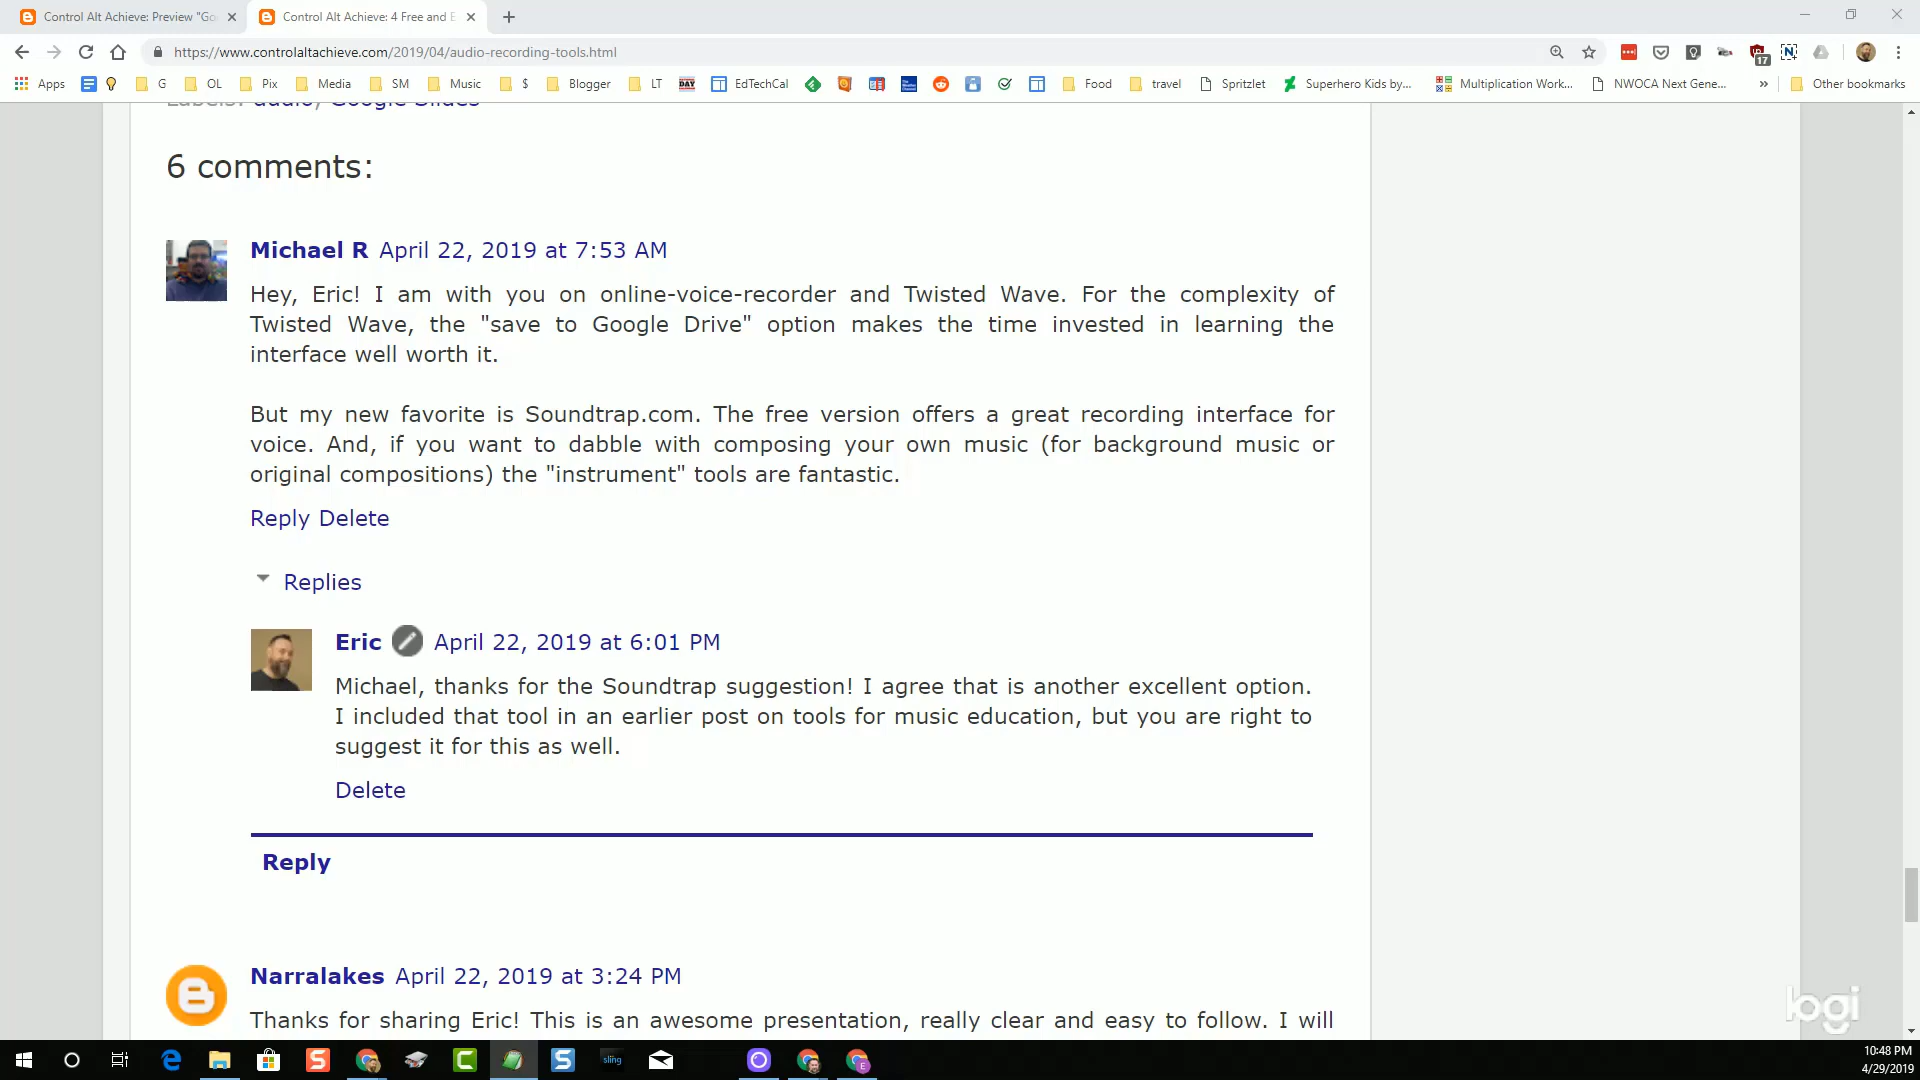 Control Alt Achieve: Preview "Go
Control Alt Achieve: 4 Free and E
https://www.controlaltachieve.com/2019/04/audio-recording-tools.html
17
Apps G OL Pix Media SM Music $ Blogger LT DAY EdTechCal Food travel Spritzlet Superhero Kids by... Multiplication Work... NWOCA Next Gene... » Other bookmarks
Labels: audio, Google Slides
6 comments:
Michael R April 22, 2019 at 7:53 AM
Hey, Eric! I am with you on online-voice-recorder and Twisted Wave. For the complexity of
Twisted Wave, the "save to Google Drive" option makes the time invested in learning the
interface well worth it.
But my new favorite is Soundtrap.com. The free version offers a great recording interface for
voice. And, if you want to dabble with composing your own music (for background music or
original compositions) the "instrument" tools are fantastic.
Reply Delete
Replies
Eric April 22, 2019 at 6:01 PM
Michael, thanks for the Soundtrap suggestion! I agree that is another excellent option.
I included that tool in an earlier post on tools for music education, but you are right to
suggest it for this as well.
Delete
Reply
Narralakes April 22, 2019 at 3:24 PM
Thanks for sharing Eric! This is an awesome presentation, really clear and easy to follow. I will
logi
sling
10:48 PM
4/29/2019